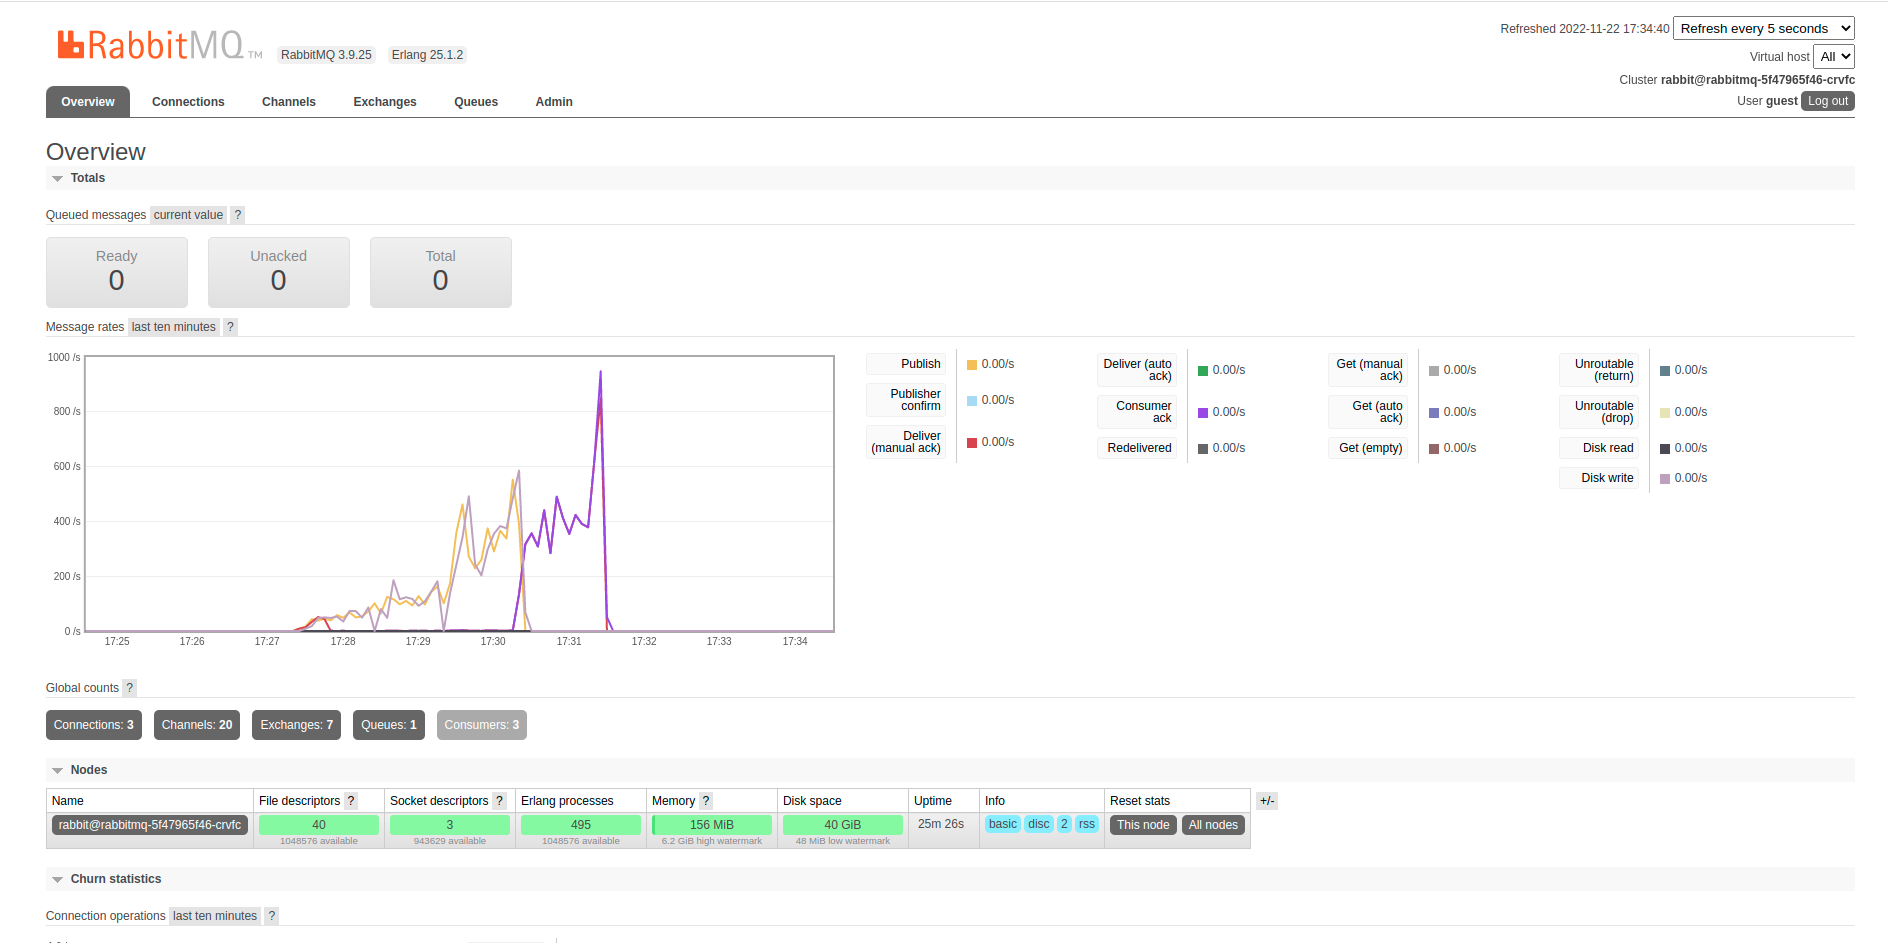 RabbitMQ™ RabbitMQ 3.9.25 Erlang 25.1.2
Refreshed 2022-11-22 17:34:40 Refresh every 5 seconds
Virtual host All
Cluster rabbit@rabbitmq-5f47965f46-crvfc
User guest Log out
Overview Connections Channels Exchanges Queues Admin
Overview
Totals
Queued messages current value ?
Ready
0
Unacked
0
Total
0
Message rates last ten minutes ?
1000 /s
800 /s
600 /s
400 /s
200 /s
0 /s
17:25 17:26 17:27 17:28 17:29 17:30 17:31 17:32 17:33 17:34
Publish 0.00/s
Publisher
confirm 0.00/s
Deliver
(manual ack) 0.00/s
Deliver (auto
ack) 0.00/s
Consumer
ack 0.00/s
Redelivered 0.00/s
Get (manual
ack) 0.00/s
Get (auto
ack) 0.00/s
Get (empty) 0.00/s
Unroutable
(return) 0.00/s
Unroutable
(drop) 0.00/s
Disk read 0.00/s
Disk write 0.00/s
Global counts ?
Connections: 3 Channels: 20 Exchanges: 7 Queues: 1 Consumers: 3
Nodes
Name File descriptors ? Socket descriptors ? Erlang processes Memory ? Disk space Uptime Info Reset stats +/-
rabbit@rabbitmq-5f47965f46-crvfc 40 3 495 156 MiB 40 GiB 25m 26s basic disc 2 rss This node All nodes
1048576 available 943629 available 1048576 available 6.2 GiB high watermark 48 MiB low watermark
Churn statistics
Connection operations last ten minutes ?